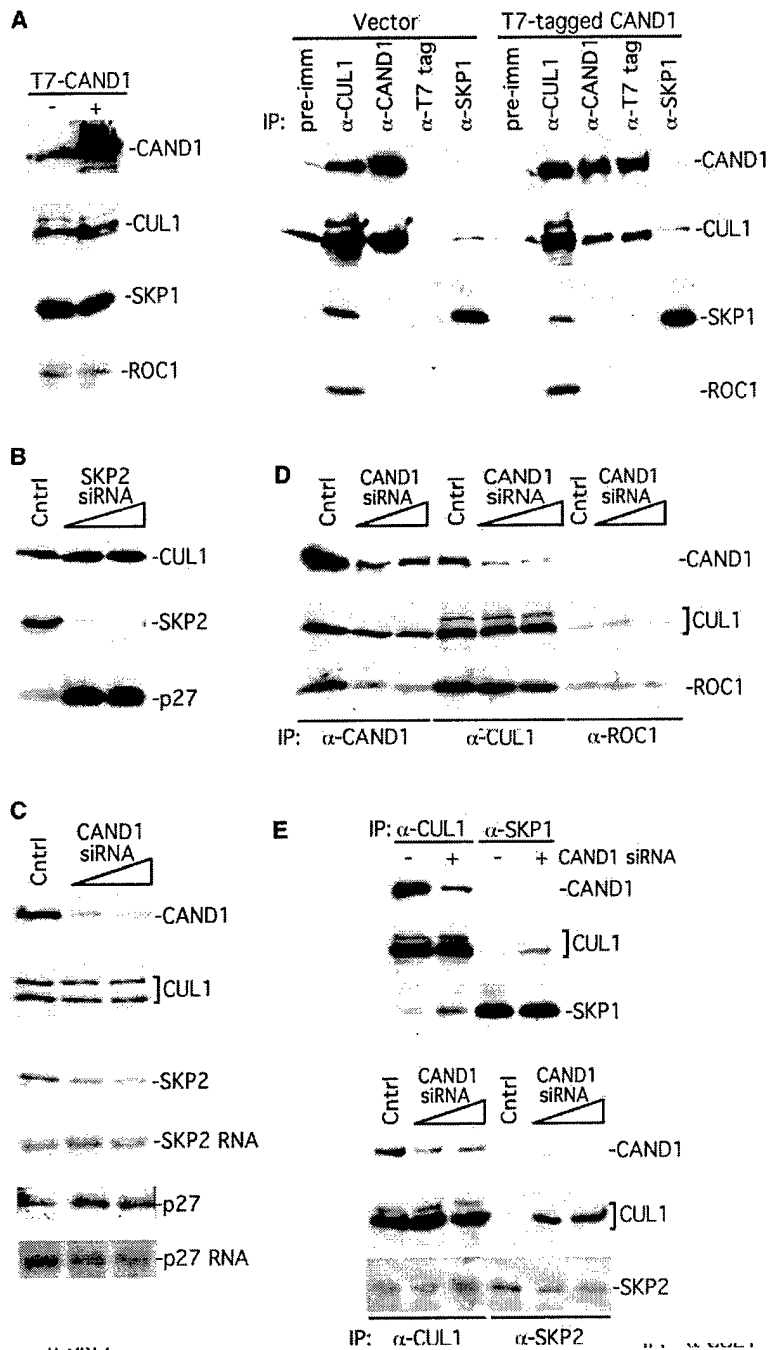 A
T7-CAND1
- +
-CAND1
-CUL1
-SKP1
-ROC1
Vector
T7-tagged CAND1
IP: pre-imm α-CUL1 α-CAND1 α-T7 tag α-SKP1 pre-imm α-CUL1 α-CAND1 α-T7 tag α-SKP1
-CAND1
-CUL1
-SKP1
-ROC1
B
Cntrl SKP2 siRNA
-CUL1
-SKP2
-p27
D
Cntrl CAND1 siRNA Cntrl CAND1 siRNA Cntrl CAND1 siRNA
-CAND1
]CUL1
-ROC1
IP: α-CAND1 α-CUL1 α-ROC1
C
Cntrl CAND1 siRNA
-CAND1
]CUL1
-SKP2
-SKP2 RNA
-p27
-p27 RNA
E
IP: α-CUL1 α-SKP1
- + - + CAND1 siRNA
-CAND1
]CUL1
-SKP1
Cntrl CAND1 siRNA Cntrl CAND1 siRNA
-CAND1
]CUL1
-SKP2
IP: α-CUL1 α-SKP2